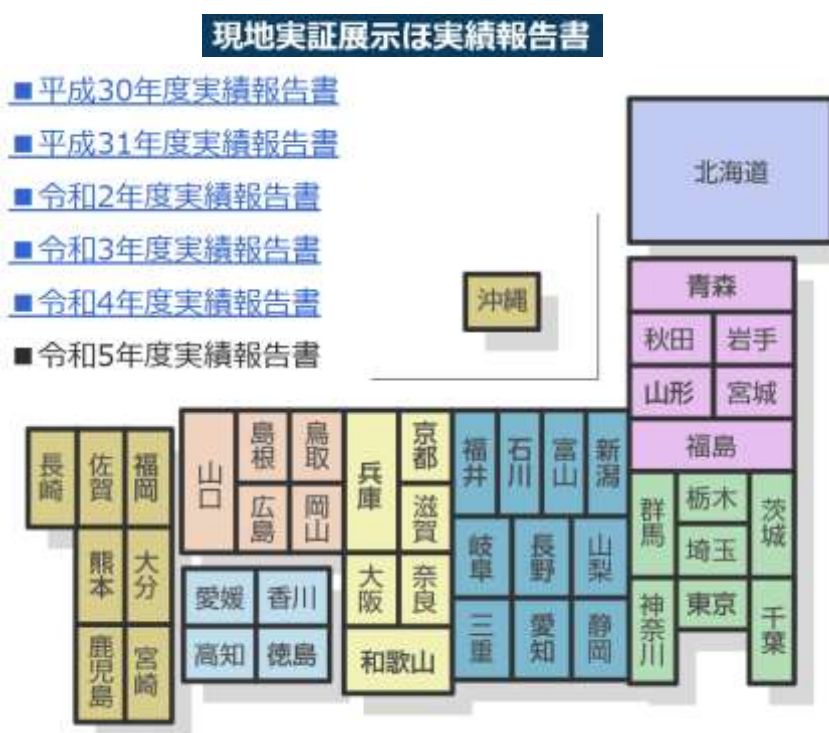 現地実証展示ほ実績報告書
■平成30年度実績報告書
■平成31年度実績報告書
■令和2年度実績報告書
■令和3年度実績報告書
■令和4年度実績報告書
■令和5年度実績報告書
北海道
沖縄
青森
秋田
岩手
山形
宮城
福島
長崎
佐賀
福岡
山口
島根
鳥取
兵庫
京都
福井
石川
富山
新潟
群馬
栃木
茨城
広島
岡山
滋賀
埼玉
熊本
大分
愛媛
香川
大阪
奈良
岐阜
長野
山梨
神奈川
東京
千葉
鹿児島
宮崎
高知
徳島
和歌山
三重
愛知
静岡